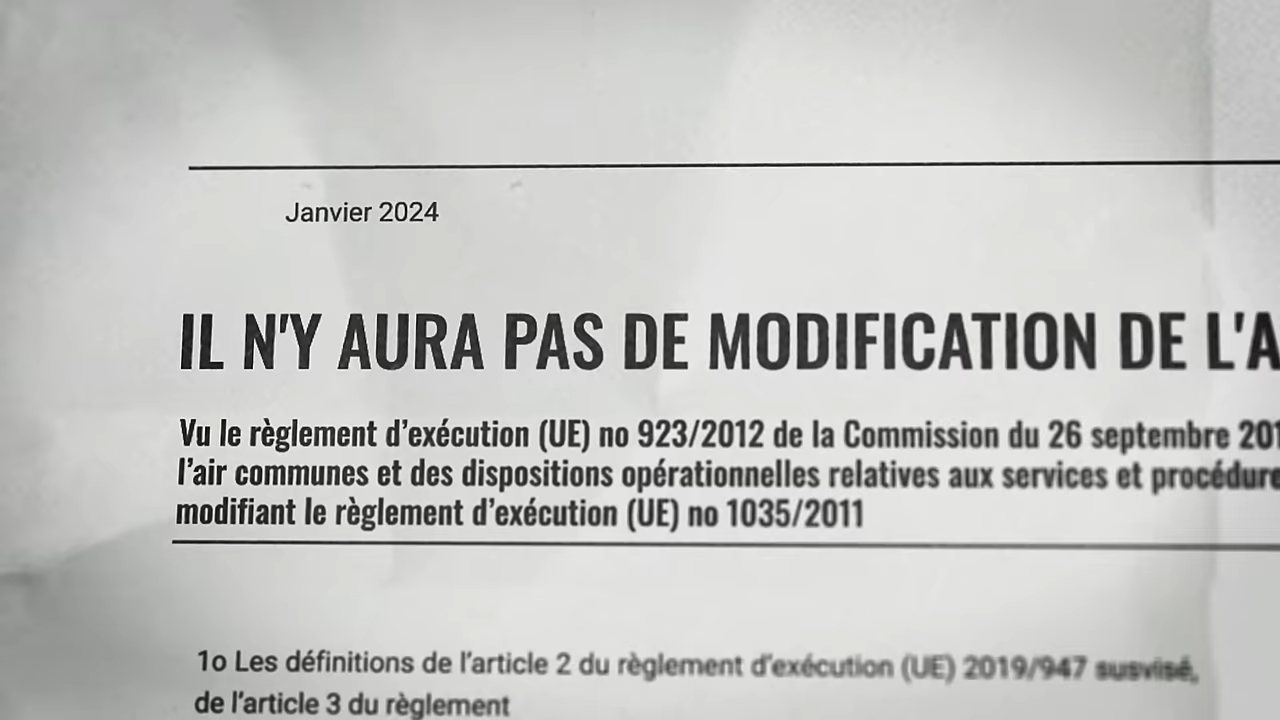 Janvier 2024
IL N'Y AURA PAS DE MODIFICATION DE L'A
Vu le règlement d’exécution (UE) no 923/2012 de la Commission du 26 septembre 201
l’air communes et des dispositions opérationnelles relatives aux services et procédure
modifiant le règlement d’exécution (UE) no 1035/2011
1o Les définitions de l’article 2 du règlement d’exécution (UE) 2019/947 susvisé,
de l’article 3 du règlement